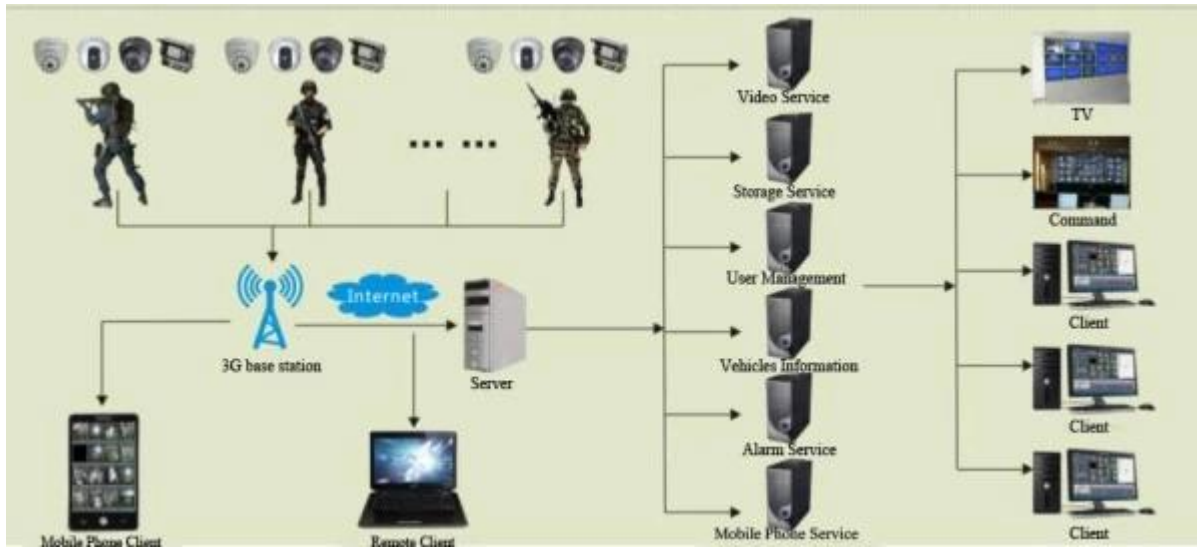 Video Service
TV
Storage Service
Command
User Management
Internet
Client
3G base station
Server
Vehicles Information
Client
Alarm Service
Mobile Phone Client
Remote Client
Mobile Phone Service
Client